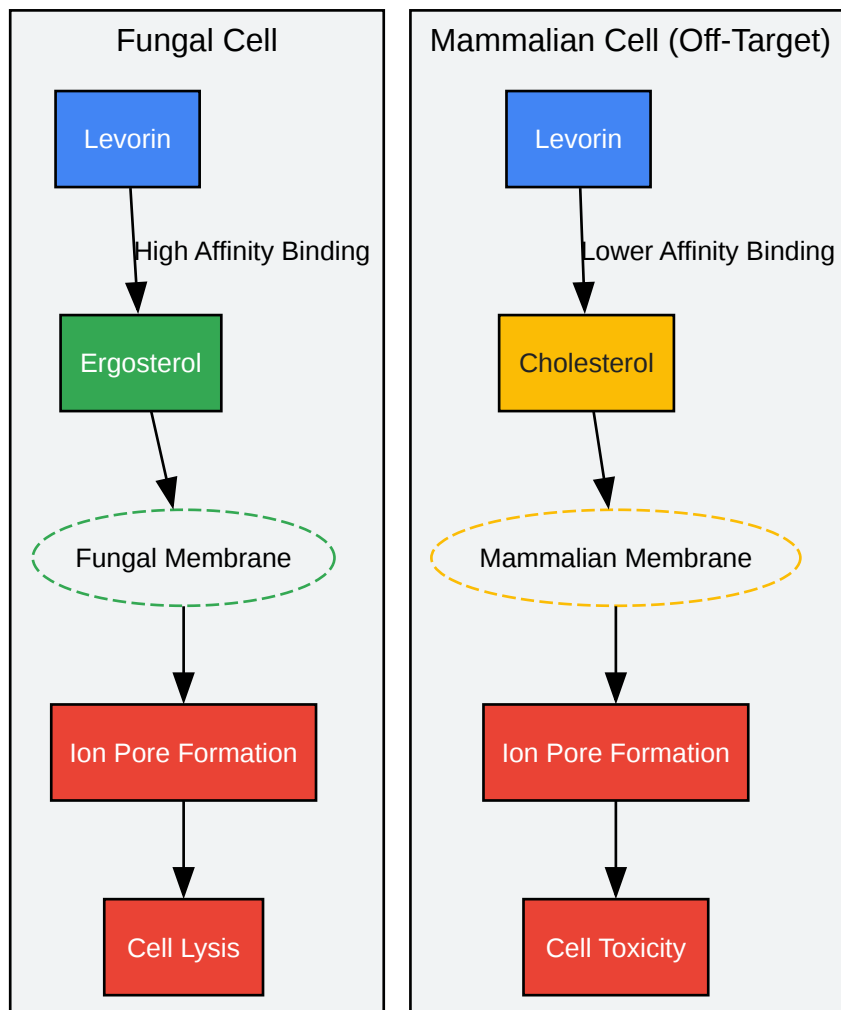 Fungal Cell
Levorin
High Affinity Binding
Ergosterol
Fungal Membrane
Ion Pore Formation
Cell Lysis
Mammalian Cell (Off-Target)
Levorin
Lower Affinity Binding
Cholesterol
Mammalian Membrane
Ion Pore Formation
Cell Toxicity